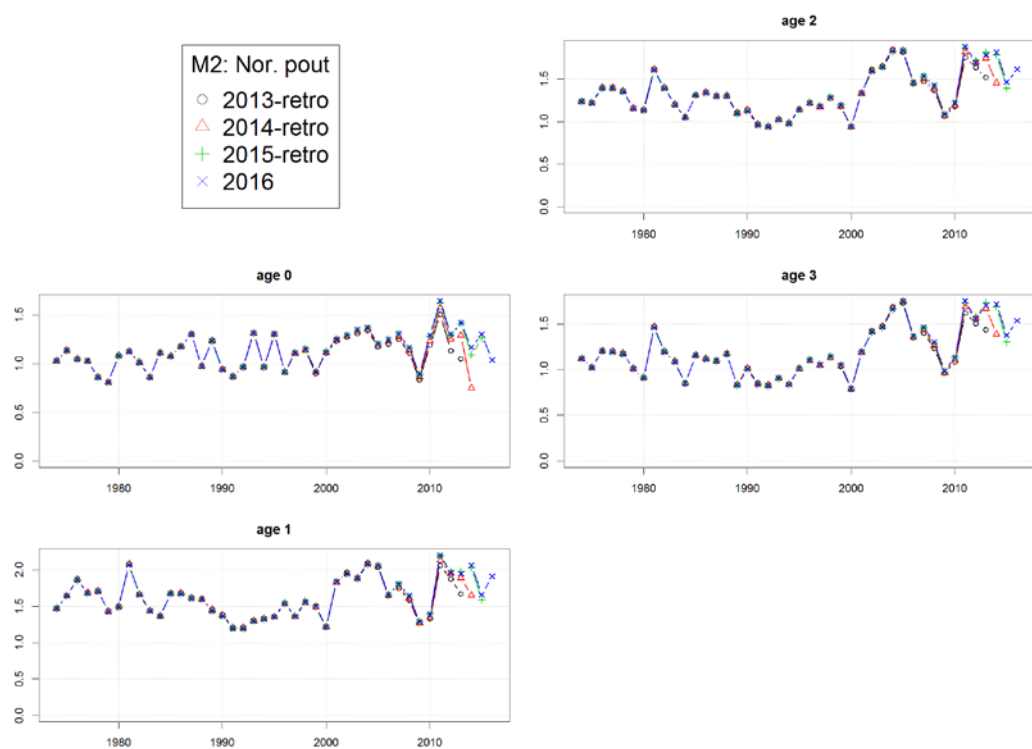 M2: Nor. pout
2013-retro
2014-retro
2015-retro
2016
age 2
0.0 0.5 1.0 1.5
1980 1990 2000 2010
age 0
0.0 0.5 1.0 1.5
1980 1990 2000 2010
age 3
0.0 0.5 1.0 1.5
1980 1990 2000 2010
age 1
0.0 0.5 1.0 1.5 2.0
1980 1990 2000 2010